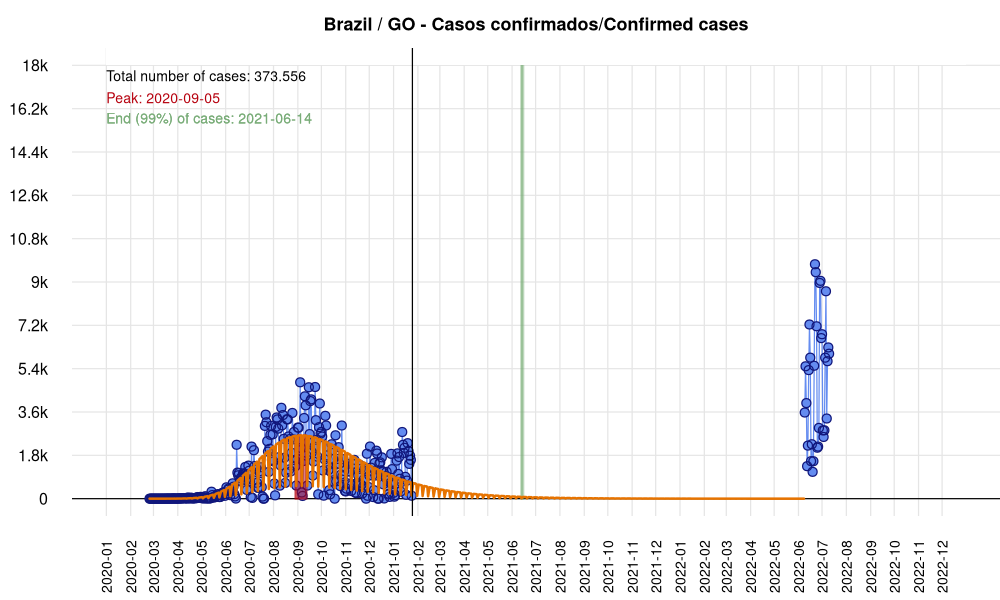 Brazil / GO - Casos confirmados/Confirmed cases
Total number of cases: 373.556
Peak: 2020-09-05
End (99%) of cases: 2021-06-14
18k
16.2k
14.4k
12.6k
10.8k
9k
7.2k
5.4k
3.6k
1.8k
0
2020-01
2020-02
2020-03
2020-04
2020-05
2020-06
2020-07
2020-08
2020-09
2020-10
2020-11
2020-12
2021-01
2021-02
2021-03
2021-04
2021-05
2021-06
2021-07
2021-08
2021-09
2021-10
2021-11
2021-12
2022-01
2022-02
2022-03
2022-04
2022-05
2022-06
2022-07
2022-08
2022-09
2022-10
2022-11
2022-12